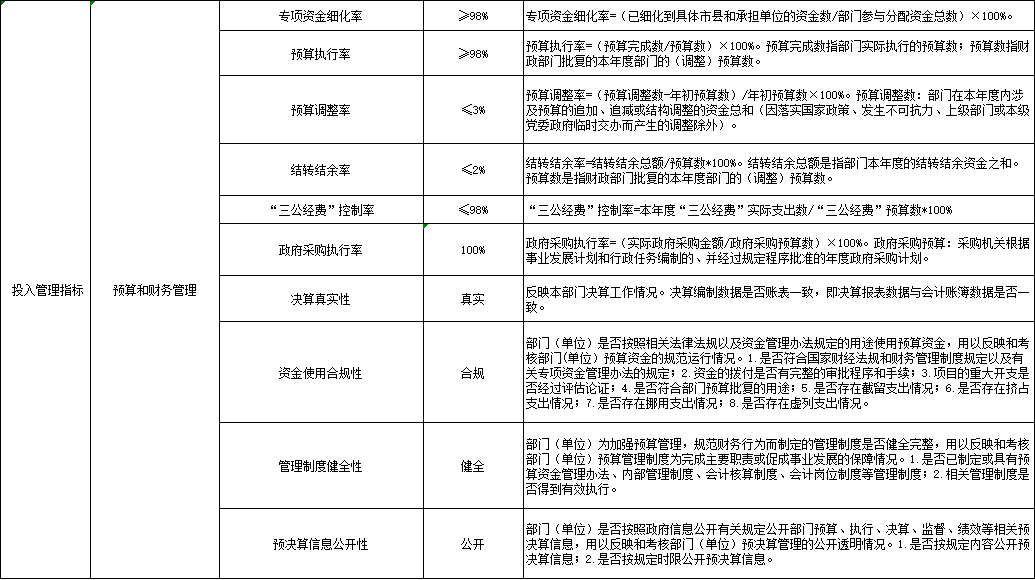 投入管理指标
预算和财务管理
专项资金细化率
≥98%
专项资金细化率=(已细化到具体市县和承担单位的资金数/部门参与分配资金总数)×100%。
预算执行率
≥98%
预算执行率=(预算完成数/预算数)×100%。预算完成数指部门实际执行的预算数；预算数指财
政部门批复的本年度部门的（调整）预算数。
预算调整率
≤3%
预算调整率=(预算调整数-年初预算数)/年初预算数×100%。预算调整数：部门在本年度内涉
及预算的追加、追减或结构调整的资金总和（因落实国家政策、发生不可抗力、上级部门或本级
党委政府临时交办而产生的调整除外）。
结转结余率
≤2%
结转结余率=结转结余总额/预算数*100%。结转结余总额是指部门本年度的结转结余资金之和。
预算数是指财政部门批复的本年度部门的（调整）预算数。
“三公经费”控制率
≤98%
“三公经费”控制率=本年度“三公经费”实际支出数/“三公经费”预算数*100%
政府采购执行率
100%
政府采购执行率=(实际政府采购金额/政府采购预算数)×100%。政府采购预算：采购机关根据
事业发展计划和行政任务编制的、并经过规定程序批准的年度政府采购计划。
决算真实性
真实
反映本部门决算工作情况。决算编制数据是否账表一致，即决算报表数据与会计账簿数据是否一
致。
资金使用合规性
合规
部门（单位）是否按照相关法律法规以及资金管理办法规定的用途使用预算资金，用以反映和考
核部门(单位）预算资金的规范运行情况。1.是否符合国家财经法规和财务管理制度规定以及有
关专项资金管理办法的规定；2.资金的拨付是否有完整的审批程序和手续；3.项目的重大开支是
否经过评估论证；4.是否符合部门预算批复的用途；5.是否存在截留支出情况；6.是否存在挤占
支出情况；7.是否存在挪用支出情况；8.是否存在虚列支出情况。
管理制度健全性
健全
部门（单位）为加强预算管理，规范财务行为而制定的管理制度是否健全完整，用以反映和考核
部门（单位）预算管理制度为完成主要职责或促成事业发展的保障情况。1.是否已制定或具有预
算资金管理办法、内部管理制度、会计核算制度、会计岗位制度等管理制度；2.相关管理制度是
否得到有效执行。
预决算信息公开性
公开
部门（单位）是否按照政府信息公开有关规定公开部门预算、执行、决算、监督、绩效等相关预
决算信息，用以反映和考核部门（单位）预决算管理的公开透明情况。1.是否按规定内容公开预
决算信息；2.是否按规定时限公开预决算信息。